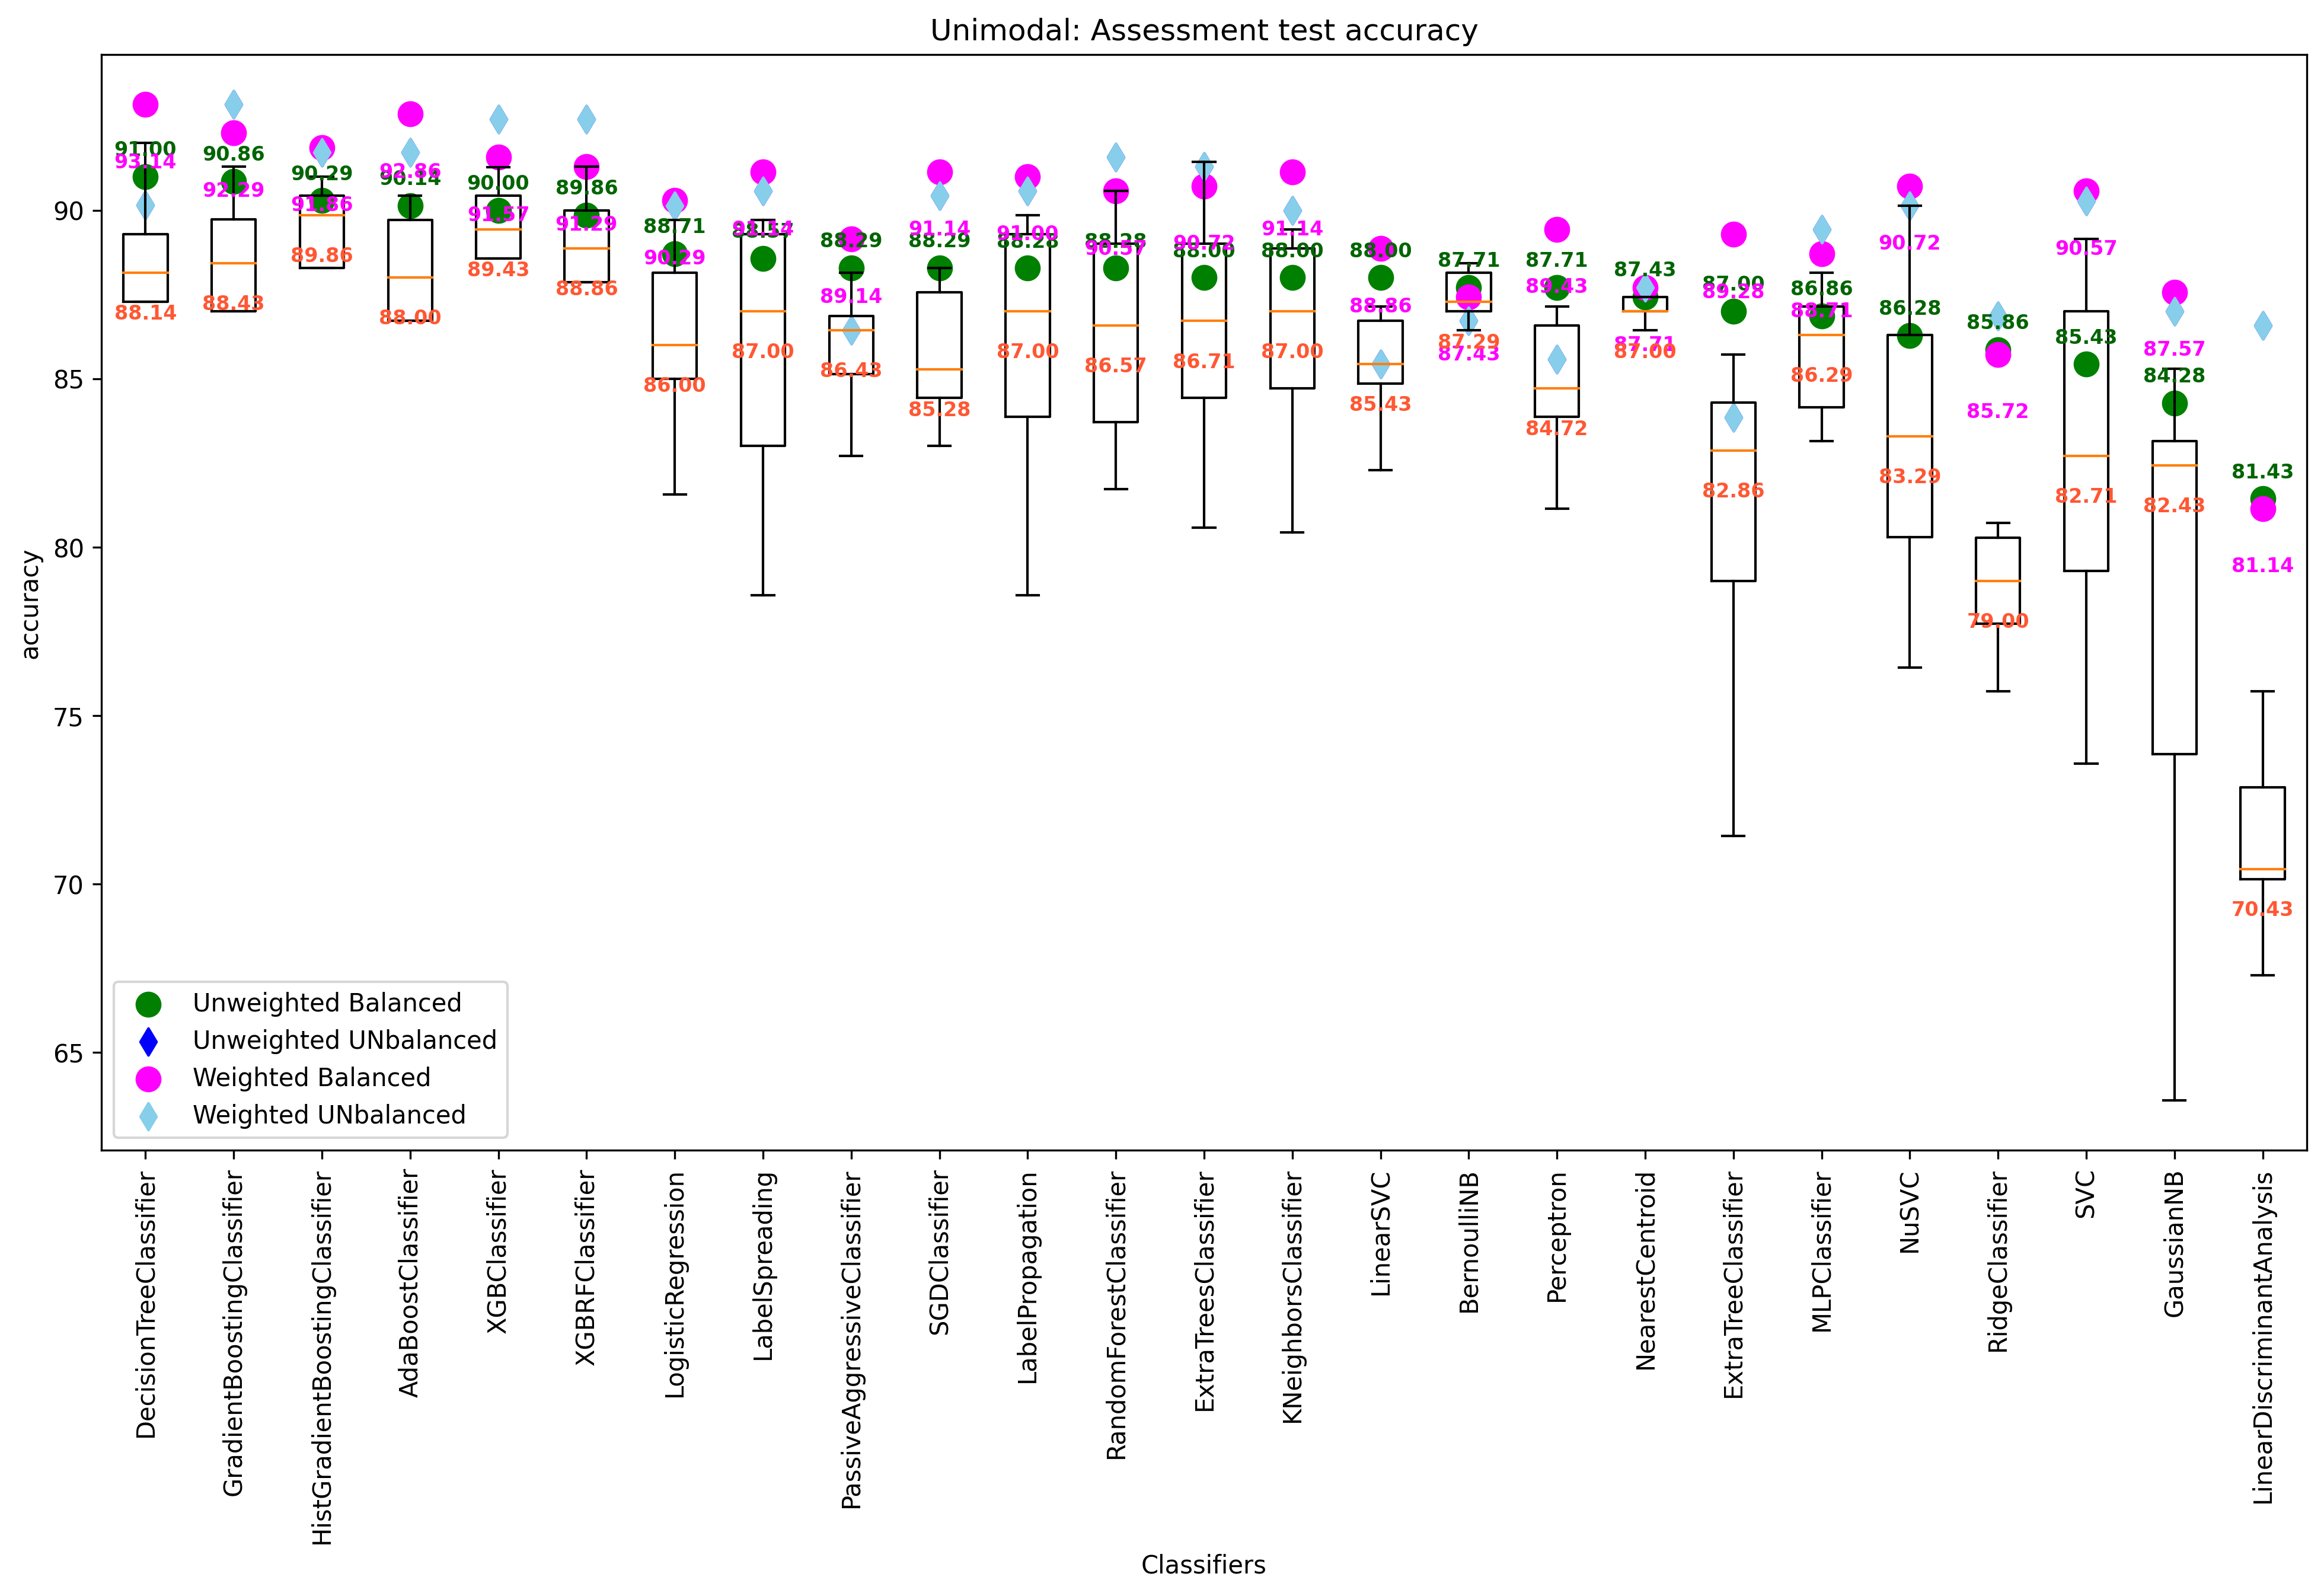 Unimodal: Assessment test accuracy
accuracy
90
85
80
75
70
65
91.00
93.14
88.14
90.86
92.29
88.43
90.29
91.86
89.86
92.86
90.14
88.00
90.00
91.57
89.43
89.86
91.29
88.86
88.71
90.29
86.00
91.14
87.00
88.29
89.14
86.43
91.14
88.29
85.28
91.00
88.28
87.00
88.28
90.57
86.57
90.72
88.00
86.71
91.14
88.00
87.00
88.00
88.86
85.43
87.71
87.29
87.43
87.71
89.43
84.72
87.43
87.71
87.00
87.00
89.28
82.86
86.86
88.71
86.29
90.72
86.28
83.29
85.86
85.72
79.00
90.57
85.43
82.71
87.57
84.28
82.43
81.43
81.14
70.43
Unweighted Balanced
Unweighted UNbalanced
Weighted Balanced
Weighted UNbalanced
DecisionTreeClassifier
GradientBoostingClassifier
HistGradientBoostingClassifier
AdaBoostClassifier
XGBClassifier
XGBRFClassifier
LogisticRegression
LabelSpreading
PassiveAggressiveClassifier
SGDClassifier
LabelPropagation
RandomForestClassifier
ExtraTreesClassifier
KNeighborsClassifier
LinearSVC
BernoulliNB
Perceptron
NearestCentroid
ExtraTreeClassifier
MLPClassifier
NuSVC
RidgeClassifier
SVC
GaussianNB
LinearDiscriminantAnalysis
Classifiers